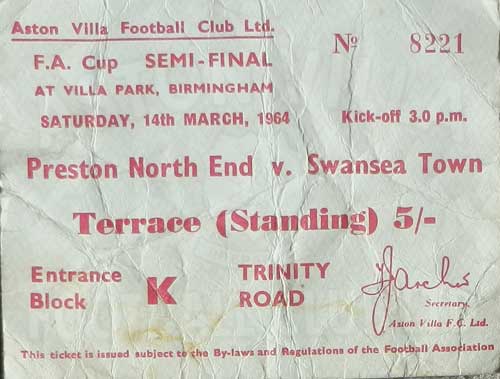 Aston Villa Football Club Ltd.
Nº 8221
F.A. Cup SEMI-FINAL
AT VILLA PARK, BIRMINGHAM
SATURDAY, 14TH MARCH, 1964 Kick-off 3.0 p.m.
Preston North End v. Swansea Town
Terrace (Standing) 5/-
Entrance Block K TRINITY ROAD
Secretary,
Aston Villa F.C. Ltd.
This ticket is issued subject to the By-laws and Regulations of the Football Association